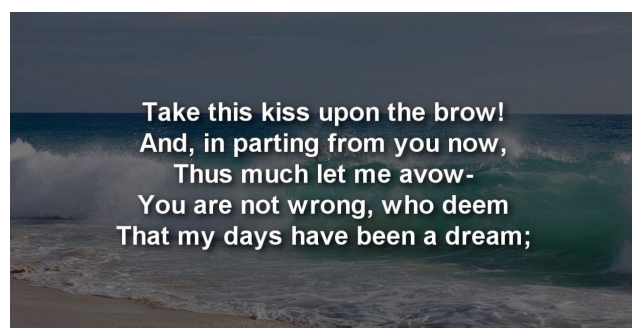 Take this kiss upon the brow!
And, in parting from you now,
Thus much let me avow-
You are not wrong, who deem
That my days have been a dream;